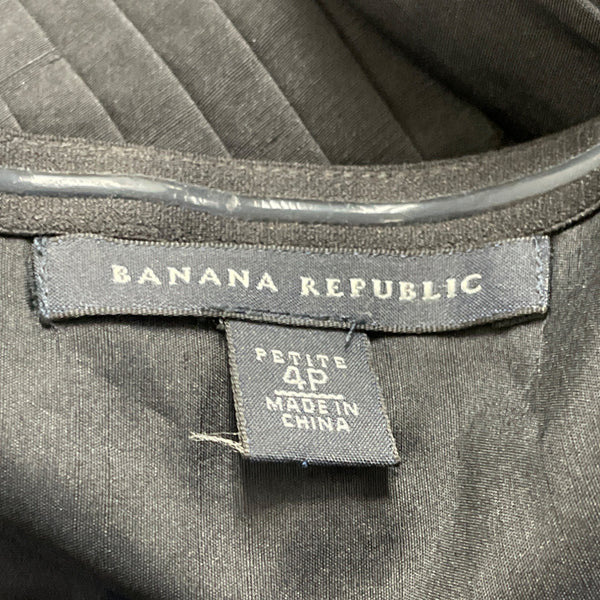 BANANA REPUBLIC
PETITE
4P
MADE IN
CHINA